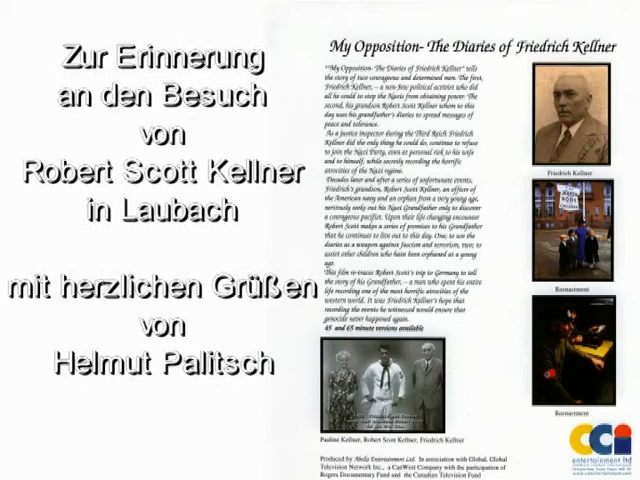 Zur Erinnerung
an den Besuch
von
Robert Scott Kellner
in Laubach
mit herzlichen Grüßen
von
Helmut Palitsch
My Opposition- The Diaries of Friedrich Kellner
"My Opposition- The Diaries of Friedrich Kellner" tells
the story of two courageous and determined men. The first,
Friedrich Kellner, – a non-Jew political activist who did
all he could to stop the Nazis from obtaining power. The
second, his grandson Robert Scott Kellner whom to this
day uses his grandfather's diaries to spread messages of
peace and tolerance.
As a justice inspector during the Third Reich Friedrich
Kellner did the only thing he could do, continue to refuse
to join the Nazi Party, even at personal risk to his wife
and to himself, while secretly recording the horrific
atrocities of the Nazi regime.
Decades later and after a series of unfortunate events,
Friedrich's grandson, Robert Scott Kellner, an officer of
the American navy and an orphan from a very young age,
seriously seeks out his Nazi Grandfather only to discover
a courageous pacifist. Upon their life changing encounter
Robert Scott makes a series of promises to his Grandfather
that he continues to live out to this day. One; to use the
diaries as a weapon against fascism and terrorism, two; to
assist other children who have been orphaned at a young
age.
This film re-traces Robert Scott's trip to Germany to tell
the story of his Grandfather, – a man who spent his entire
life recording one of the most horrific atrocities of the
western world. It was Friedrich Kellner's hope that
recording the events he witnessed would ensure that
genocide never happened again.
45 and 65 minute versions available
Friedrich Kellner
Reenactment
Reenactment
Pauline Kellner, Robert Scott Kellner, Friedrich Kellner
Produced by Ahella Entertainment Ltd. In association with Global, Global
Television Network Inc., a CanWest Company with the participation of
Rogers Documentary Fund and the Canadian Television Fund
CCI
entertainment ltd